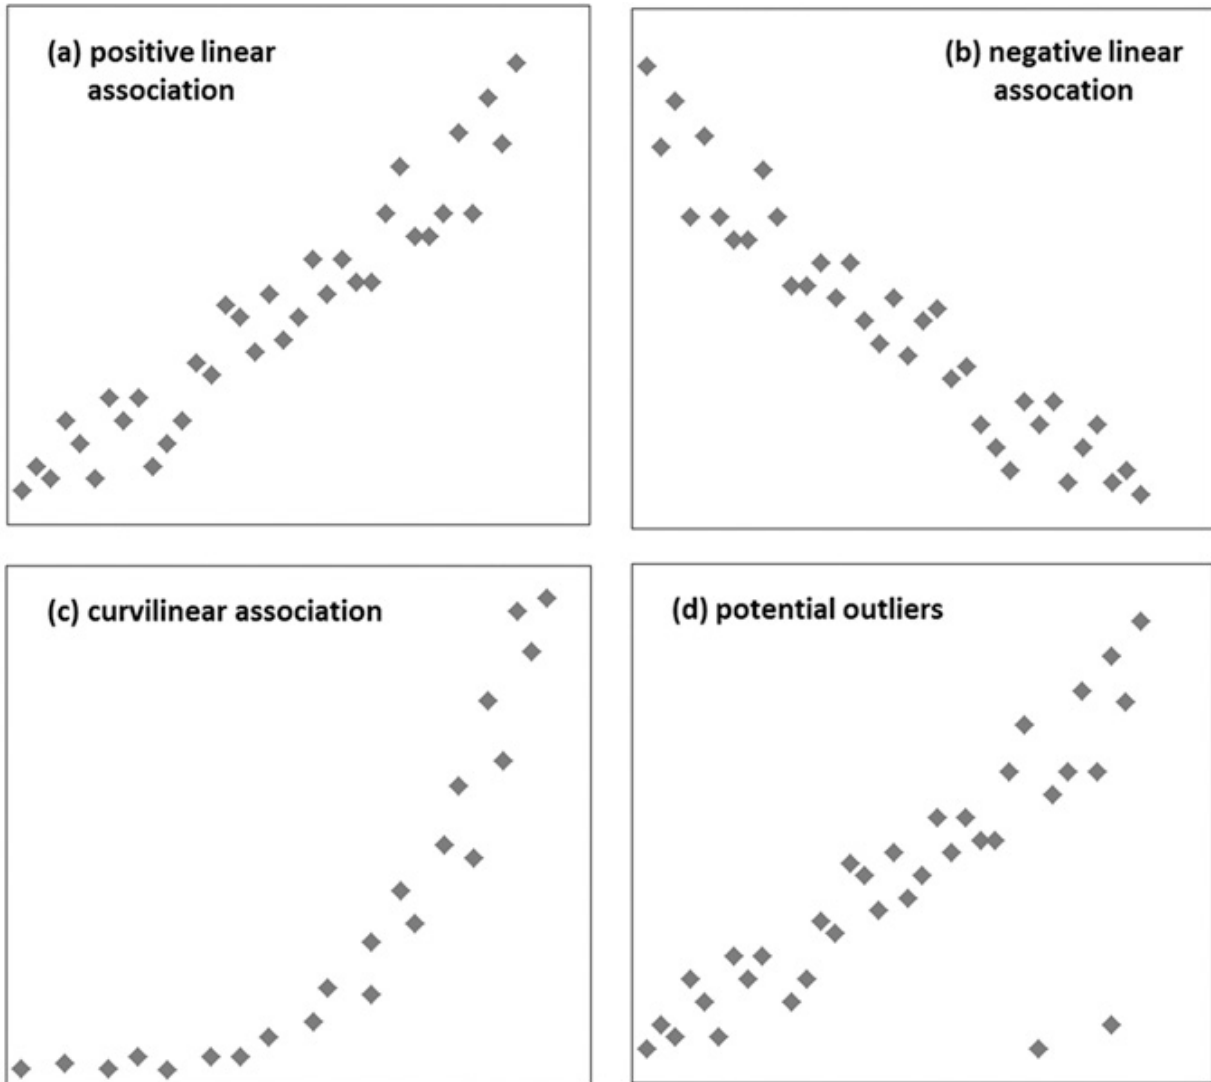 (a) positive linear
association
(b) negative linear
assocation
(c) curvilinear association
(d) potential outliers